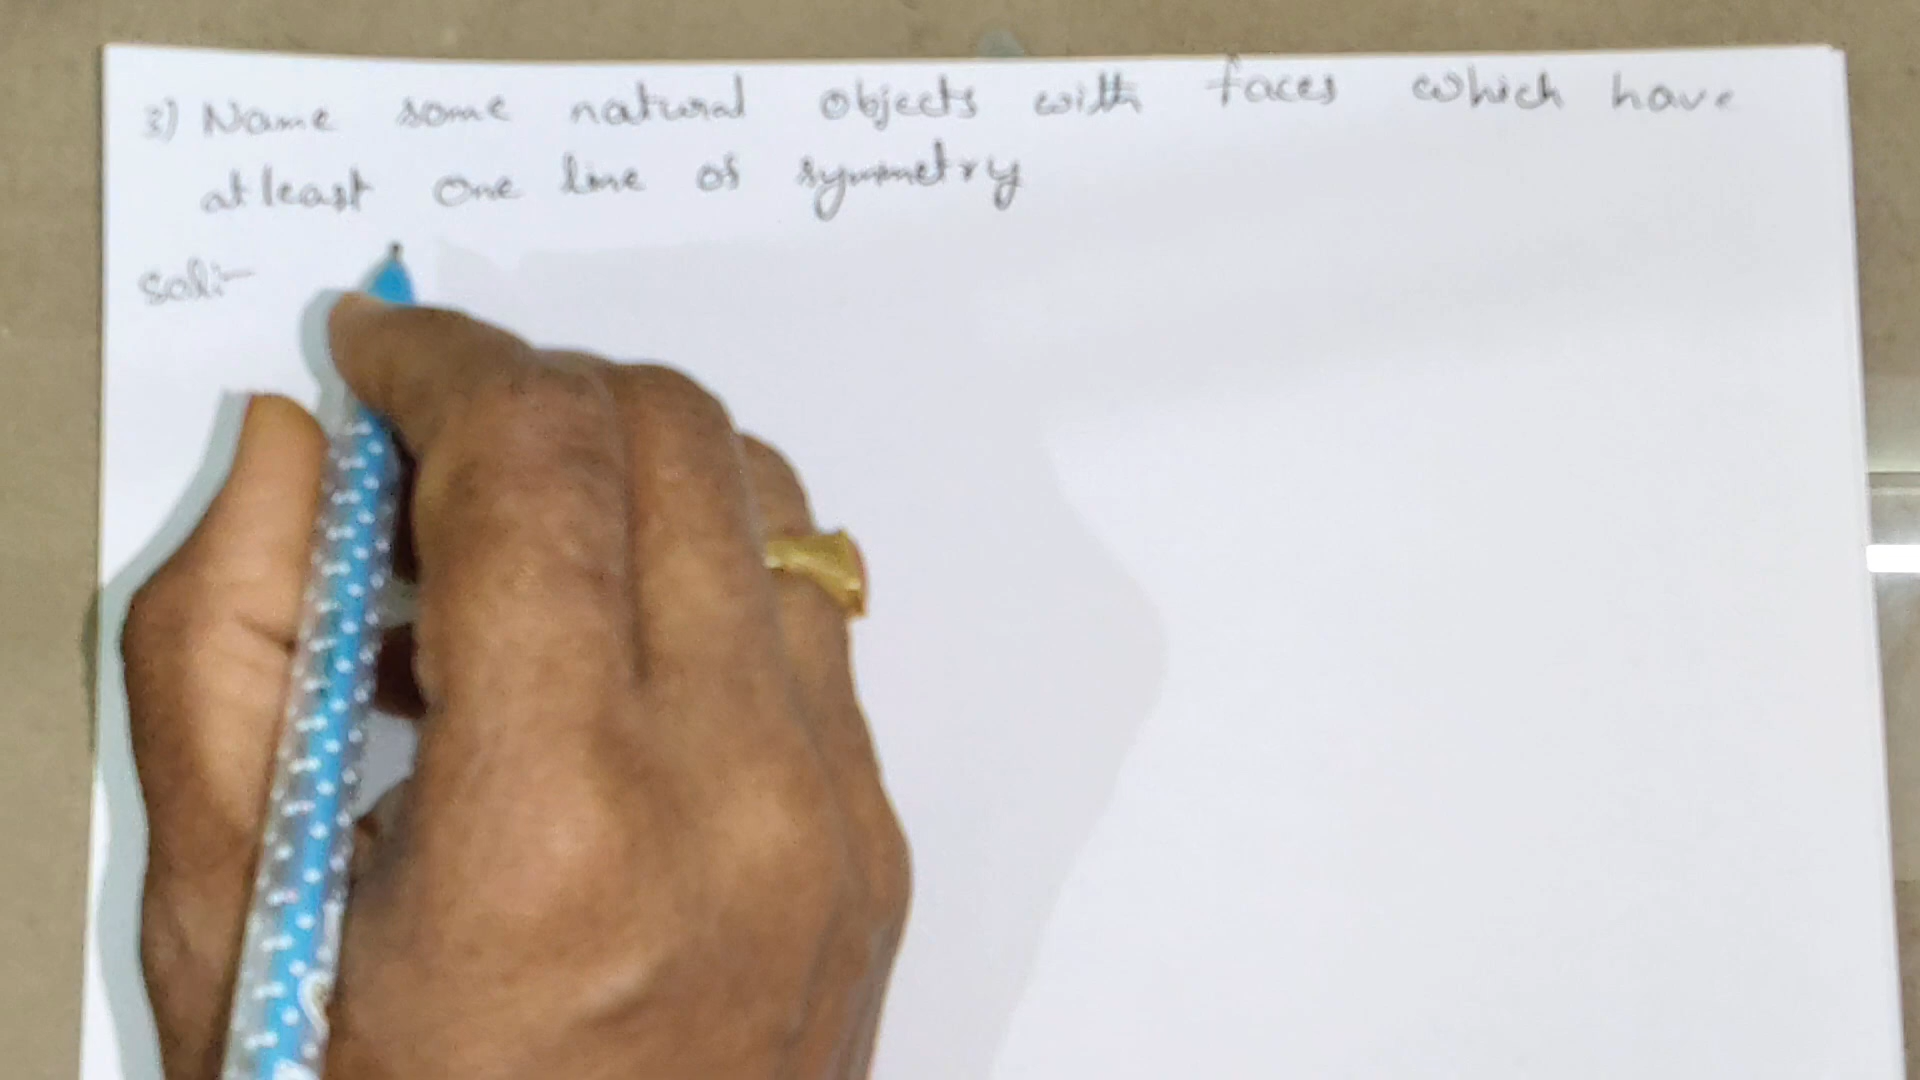 3) Name some natural objects with faces which have
atleast one line of symmetry
Sol:-